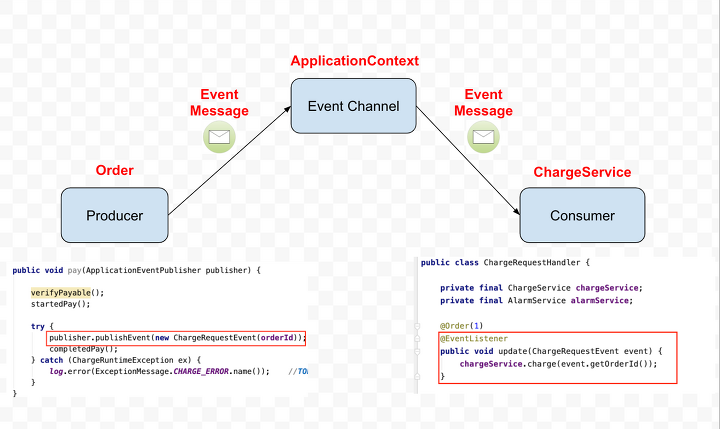 ApplicationContext
Event Channel
Event
Message
Event
Message
Order
Producer
ChargeService
Consumer
public void pay(ApplicationEventPublisher publisher) {
verifyPayable();
startedPay();
try {
publisher.publishEvent(new ChargeRequestEvent(orderId));
completedPay();
} catch (ChargeRuntimeException ex) {
log.error(ExceptionMessage.CHARGE_ERROR.name());
}
}
public class ChargeRequestHandler {
private final ChargeService chargeService;
private final AlarmService alarmService;
@Order(1)
@EventListener
public void update(ChargeRequestEvent event) {
chargeService.charge(event.getOrderId());
}